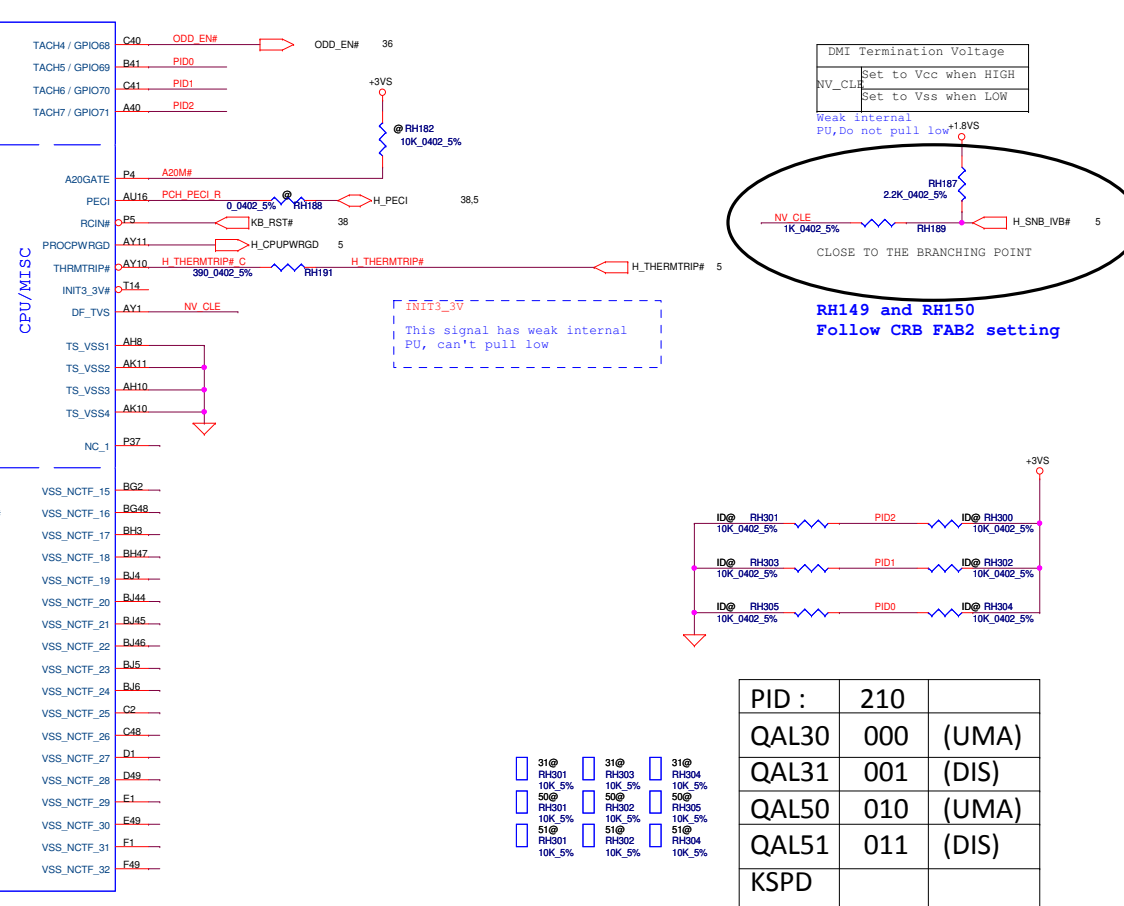 TACH4 / GPIO68 C40 ODD_EN# ODD_EN# 36
TACH5 / GPIO69 B41 PID0
TACH6 / GPIO70 C41 PID1
TACH7 / GPIO71 A40 PID2
+3VS
@ RH182
10K_0402_5%
A20GATE P4 A20M#
PECI AU16 PCH_PECI_R 0_0402_5% @ RH188 H_PECI 38,5
RCIN# P5 KB_RST# 38
PROCPWRGD AY11 H_CPUPWRGD 5
THRMTRIP# AY10 H_THERMTRIP#_C 390_0402_5% RH191 H_THERMTRIP# H_THERMTRIP# 5
INIT3_3V# T14
DF_TVS AY1 NV_CLE
CPU/MISC
TS_VSS1 AH8
TS_VSS2 AK11
TS_VSS3 AH10
TS_VSS4 AK10
NC_1 P37
INIT3_3V
This signal has weak internal
PU, can't pull low
DMI Termination Voltage
NV_CLE
Set to Vcc when HIGH
Set to Vss when LOW
Weak internal
PU,Do not pull low
+1.8VS
RH187
2.2K_0402_5%
NV_CLE 1K_0402_5% RH189 H_SNB_IVB# 5
CLOSE TO THE BRANCHING POINT
RH149 and RH150
Follow CRB FAB2 setting
VSS_NCTF_15 BG2
VSS_NCTF_16 BG48
VSS_NCTF_17 BH3
VSS_NCTF_18 BH47
VSS_NCTF_19 BJ4
VSS_NCTF_20 BJ44
VSS_NCTF_21 BJ45
VSS_NCTF_22 BJ46
VSS_NCTF_23 BJ5
VSS_NCTF_24 BJ6
VSS_NCTF_25 C2
VSS_NCTF_26 C48
VSS_NCTF_27 D1
VSS_NCTF_28 D49
VSS_NCTF_29 E1
VSS_NCTF_30 E49
VSS_NCTF_31 F1
VSS_NCTF_32 F49
+3VS
ID@ RH301 PID2 ID@ RH300
10K_0402_5% 10K_0402_5%
ID@ RH303 PID1 ID@ RH302
10K_0402_5% 10K_0402_5%
ID@ RH305 PID0 ID@ RH304
10K_0402_5% 10K_0402_5%
31@ 31@ 31@
RH301 RH303 RH304
10K_5% 10K_5% 10K_5%
50@ 50@ 50@
RH301 RH302 RH305
10K_5% 10K_5% 10K_5%
51@ 51@ 51@
RH301 RH302 RH304
10K_5% 10K_5% 10K_5%
PID : 210
QAL30 000 (UMA)
QAL31 001 (DIS)
QAL50 010 (UMA)
QAL51 011 (DIS)
KSPD